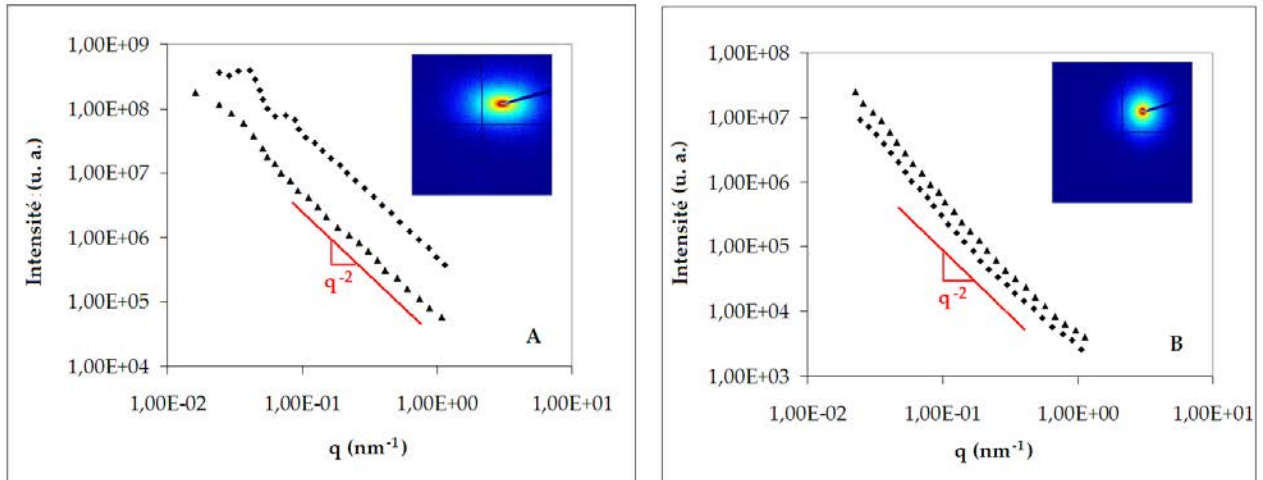 1,00E+09
1,00E+08
1,00E+07
1,00E+06
1,00E+05
1,00E+04
Intensité (u. a.)
q⁻²
A
1,00E-02 1,00E-01 1,00E+00 1,00E+01
q (nm⁻¹)
1,00E+08
1,00E+07
1,00E+06
1,00E+05
1,00E+04
1,00E+03
Intensité (u. a.)
q⁻²
B
1,00E-02 1,00E-01 1,00E+00 1,00E+01
q (nm⁻¹)